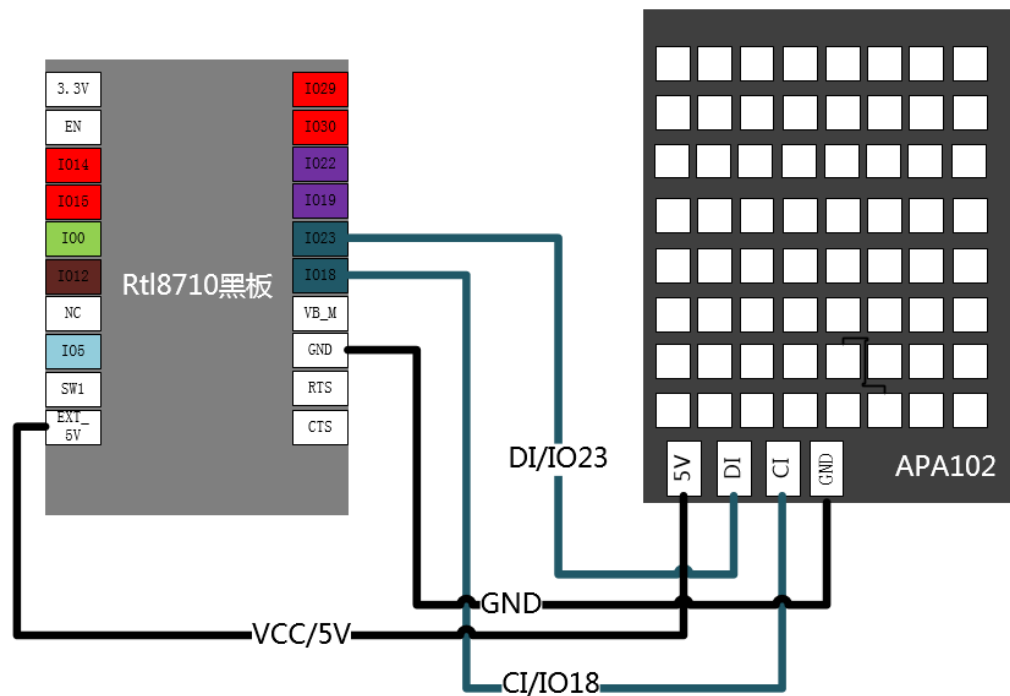 3.3V
EN
IO14
IO15
IO0
IO12
NC
IO5
SW1
EXT_
5V
Rtl8710黑板
IO29
IO30
IO22
IO19
IO23
IO18
VB_M
GND
RTS
CTS
DI/IO23
GND
VCC/5V
CI/IO18
5V
DI
CI
GND
APA102